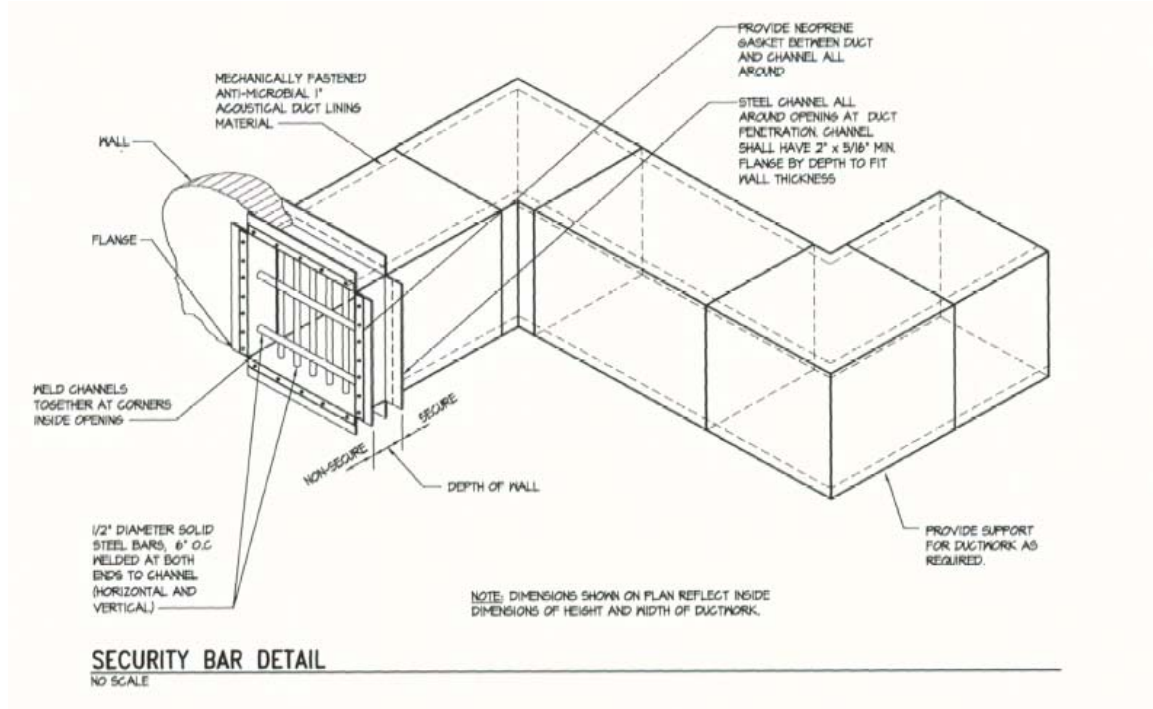 PROVIDE NEOPRENE
GASKET BETWEEN DUCT
AND CHANNEL ALL
AROUND
MECHANICALLY FASTENED
ANTI-MICROBIAL 1"
ACOUSTICAL DUCT LINING
MATERIAL
STEEL CHANNEL ALL
AROUND OPENING AT DUCT
PENETRATION. CHANNEL
SHALL HAVE 2" x 3/16" MIN.
FLANGE BY DEPTH TO FIT
WALL THICKNESS
WALL
FLANGE
WELD CHANNELS
TOGETHER AT CORNERS
INSIDE OPENING
NON-SECURE
SECURE
DEPTH OF WALL
1/2" DIAMETER SOLID
STEEL BARS, 6" O.C
WELDED AT BOTH
ENDS TO CHANNEL
(HORIZONTAL AND
VERTICAL)
PROVIDE SUPPORT
FOR DUCTWORK AS
REQUIRED.
NOTE: DIMENSIONS SHOWN ON PLAN REFLECT INSIDE
DIMENSIONS OF HEIGHT AND WIDTH OF DUCTWORK.
SECURITY BAR DETAIL
NO SCALE